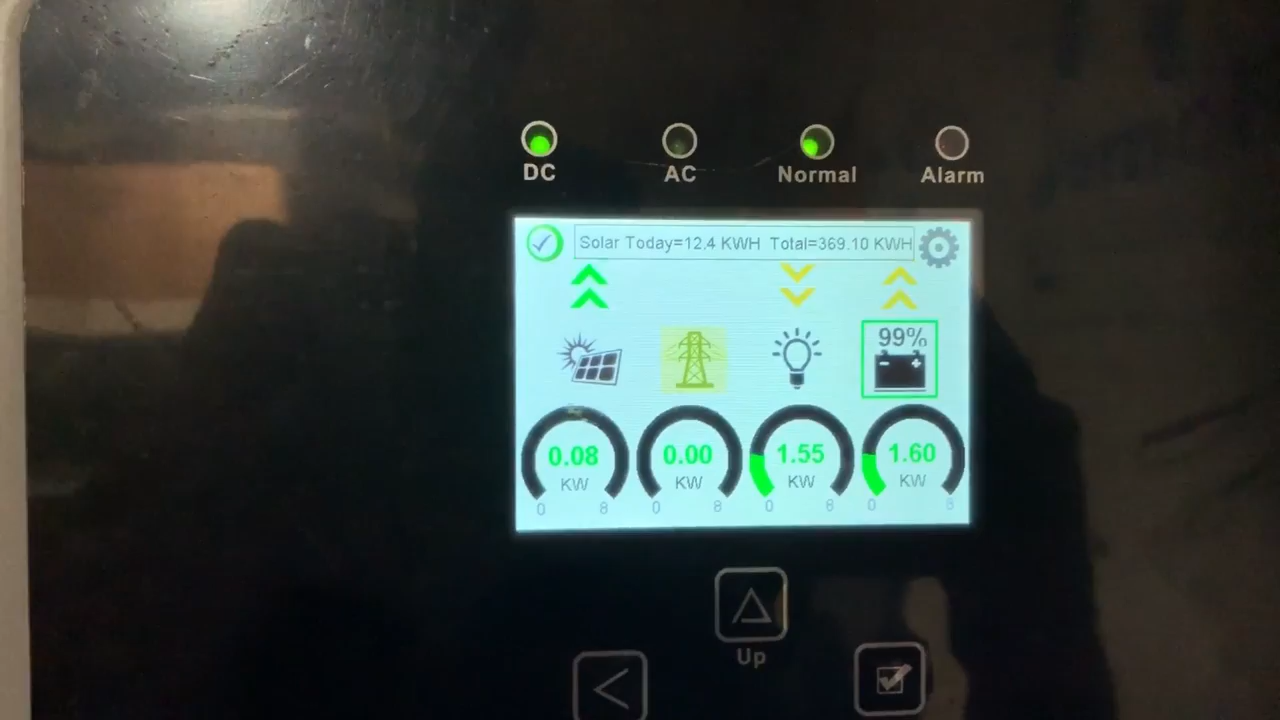 DC AC Normal Alarm
Solar Today=12.4 KWH Total=369.10 KWH
99%
0.08 0.00 1.55 1.60
KW KW KW KW
0 8 0 8 0 8 0 8
Up